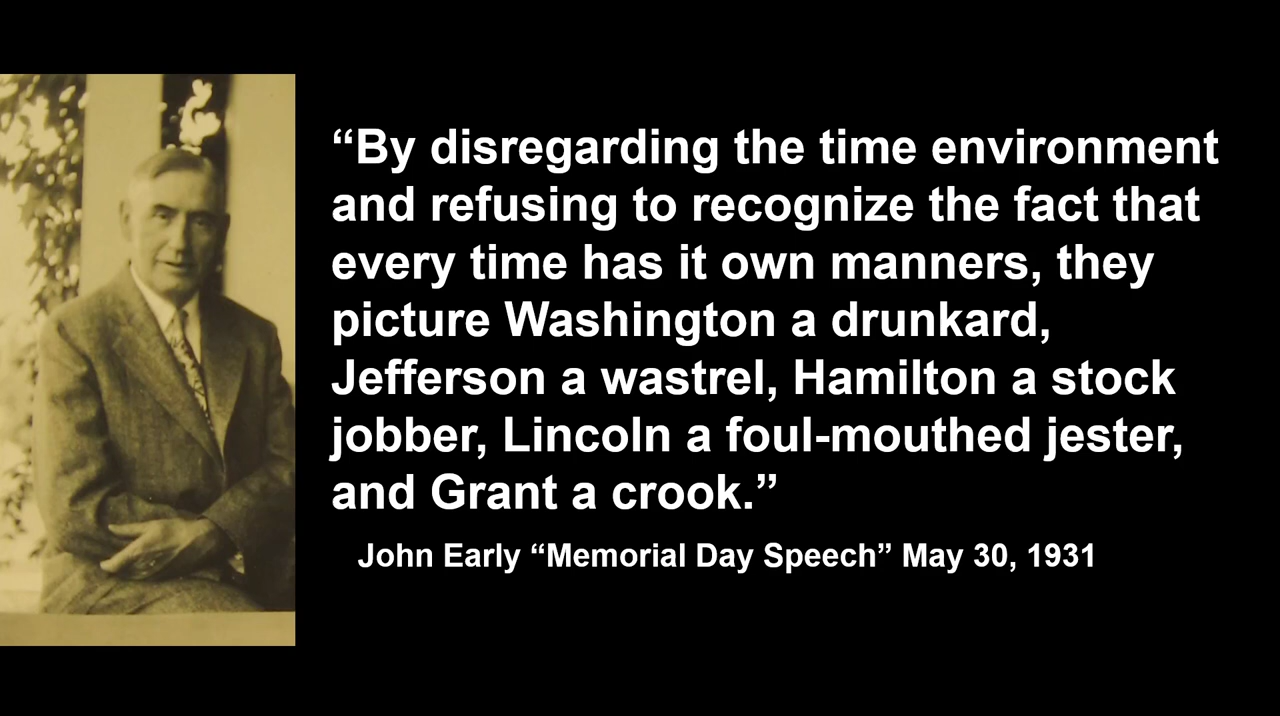 “By disregarding the time environment
and refusing to recognize the fact that
every time has it own manners, they
picture Washington a drunkard,
Jefferson a wastrel, Hamilton a stock
jobber, Lincoln a foul-mouthed jester,
and Grant a crook.”
John Early “Memorial Day Speech” May 30, 1931